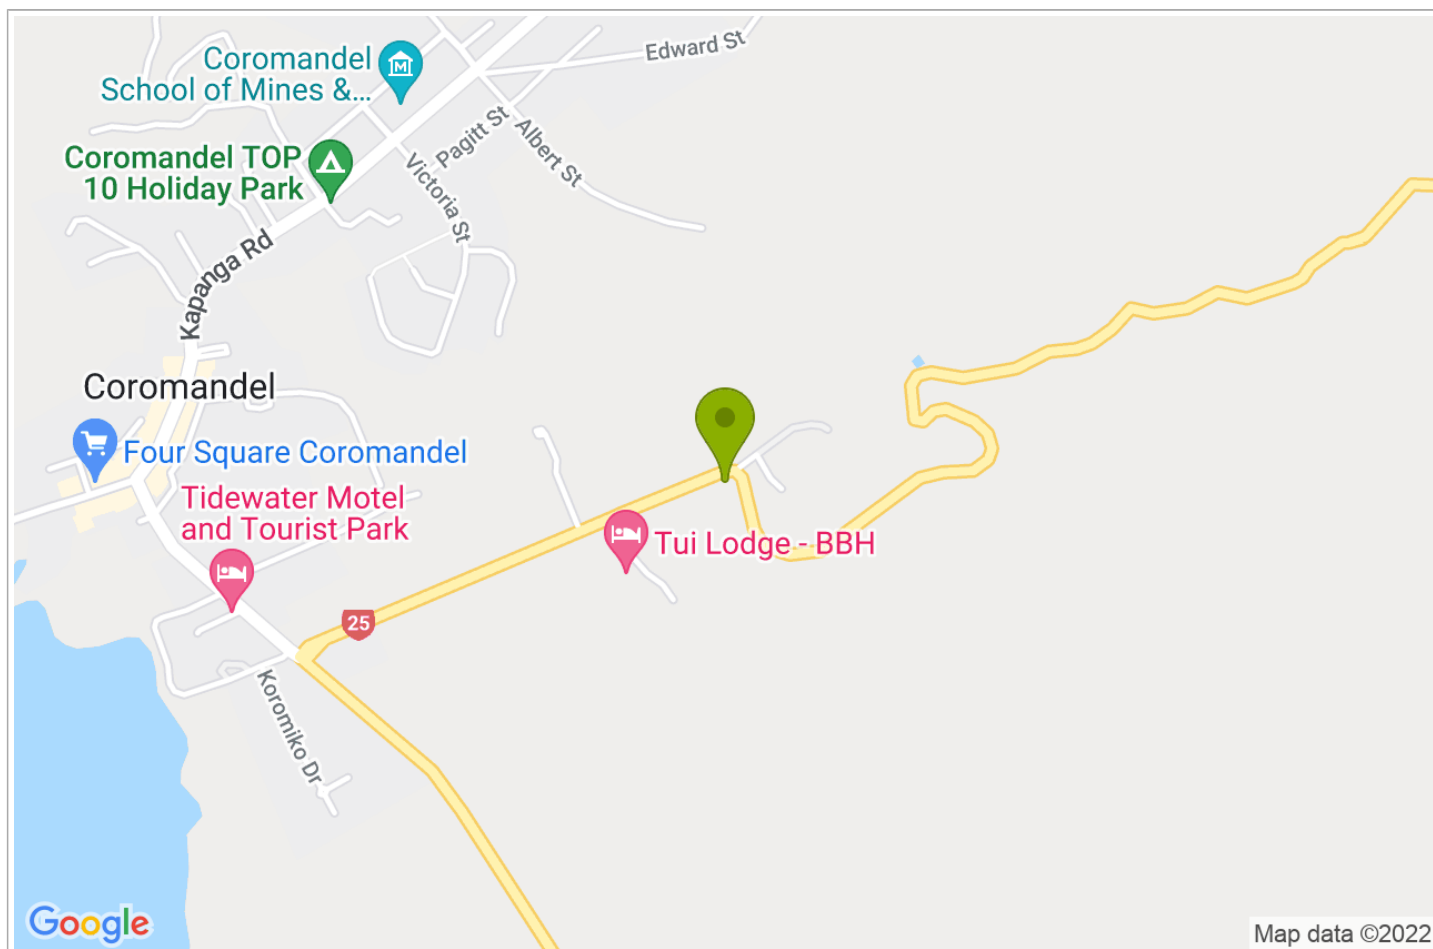 Coromandel
School of Mines &...
Edward St
Coromandel TOP
10 Holiday Park
Pagitt St
Albert St
Victoria St
Kapanga Rd
Coromandel
Four Square Coromandel
Tidewater Motel
and Tourist Park
Tui Lodge - BBH
25
Koromiko Dr
Google
Map data ©2022